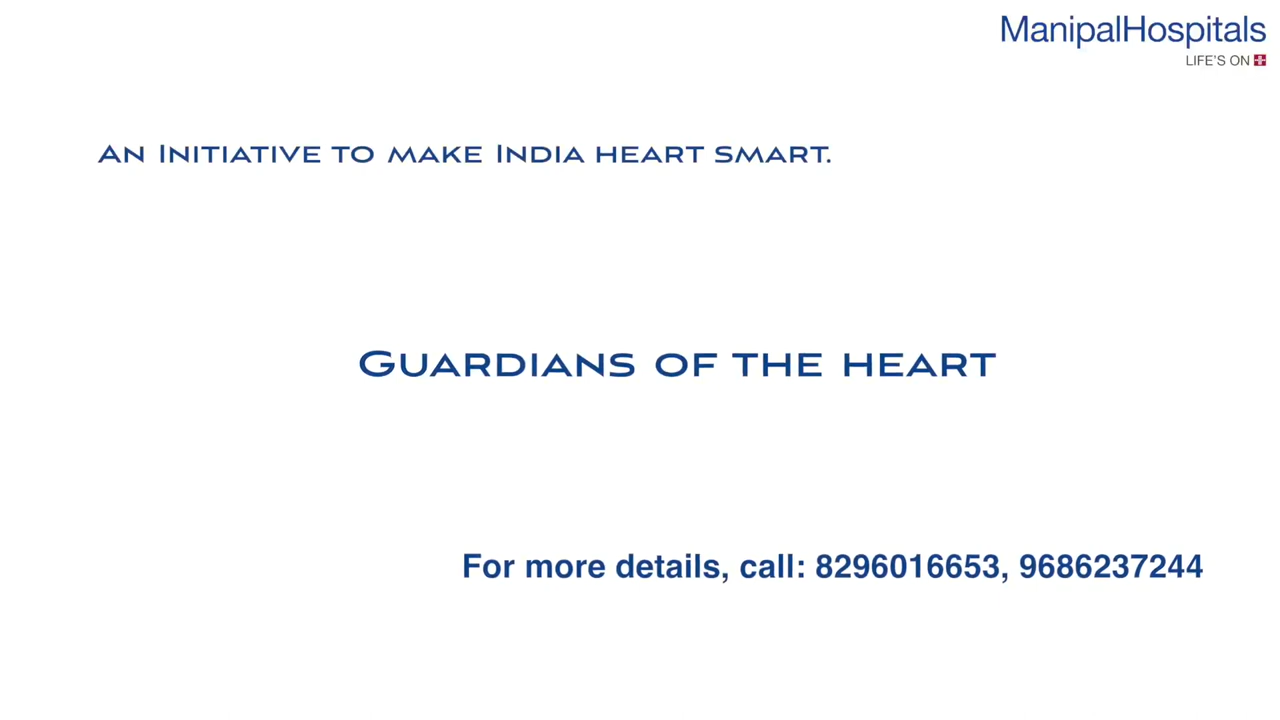 ManipalHospitals
LIFE'S ON
An Initiative to make India heart smart.
Guardians of the heart
For more details, call: 8296016653, 9686237244